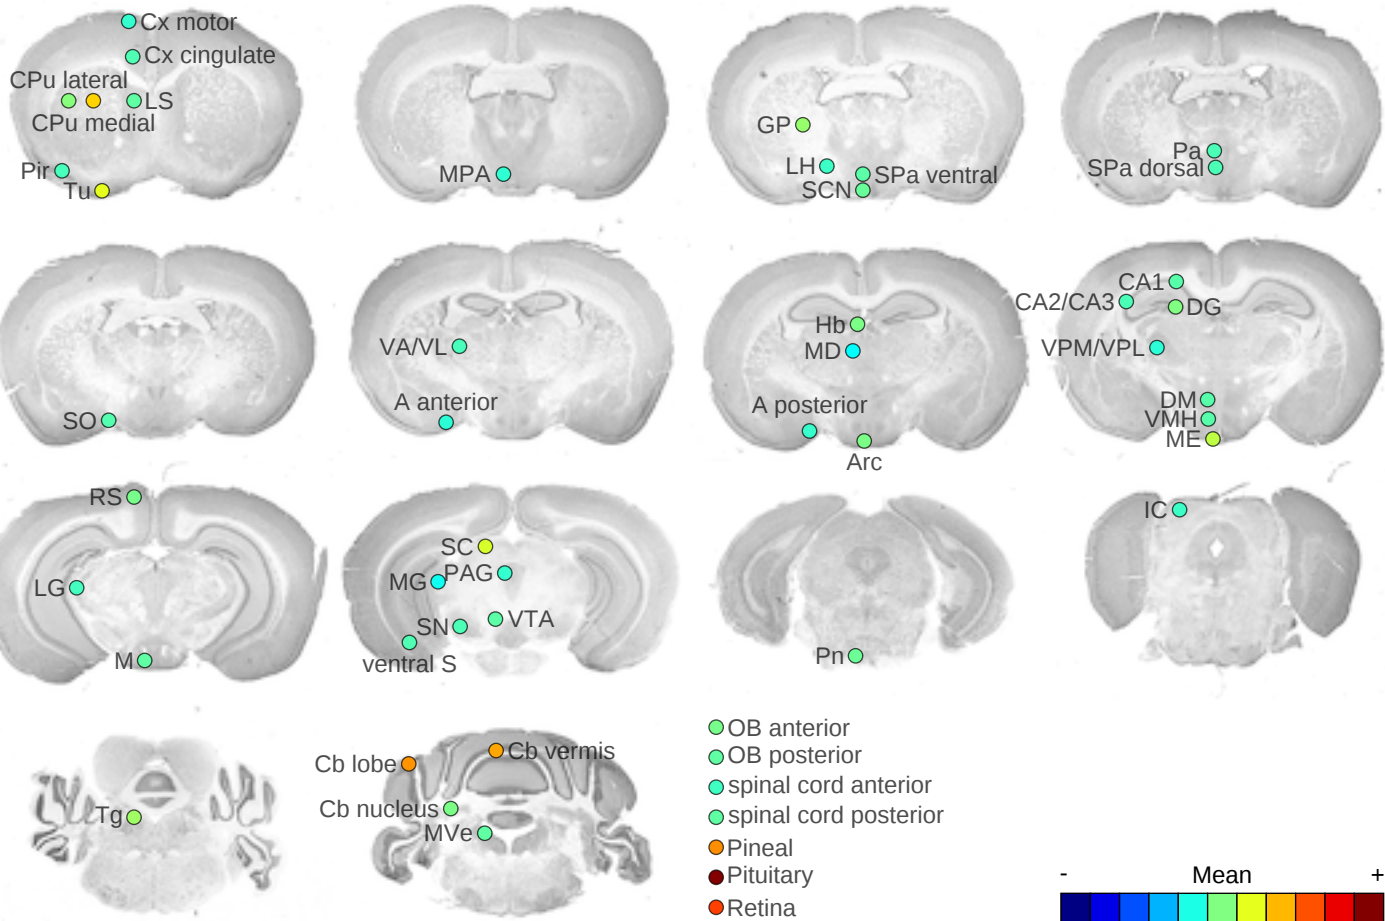 Cx motor
Cx cingulate
CPu lateral
LS
CPu medial
Pir
Tu
MPA
GP
LH
SPa ventral
SCN
Pa
SPa dorsal
SO
VA/VL
A anterior
Hb
MD
A posterior
Arc
CA1
CA2/CA3
DG
VPM/VPL
DM
VMH
ME
RS
LG
M
SC
MG
PAG
SN
VTA
ventral S
Pn
IC
Tg
Cb lobe
Cb vermis
Cb nucleus
MVe
OB anterior
OB posterior
spinal cord anterior
spinal cord posterior
Pineal
Pituitary
Retina
- Mean +